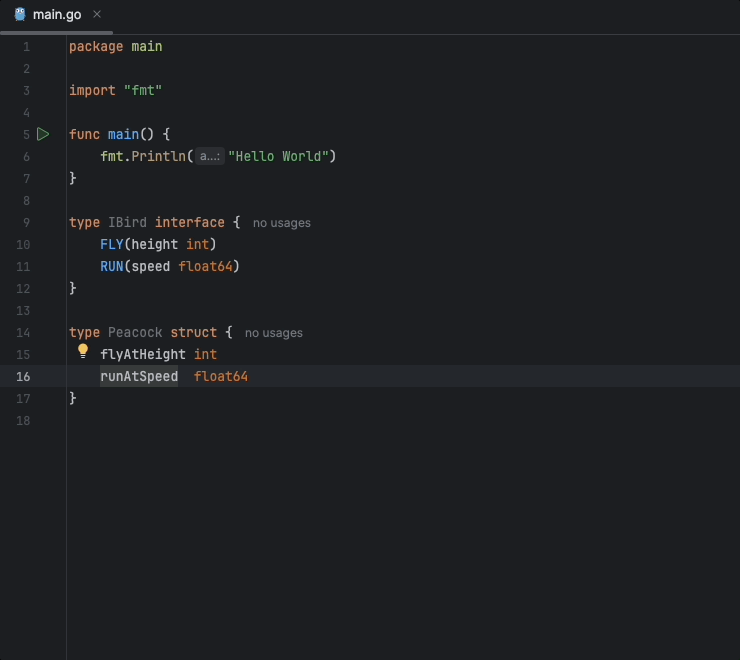 main.go
1 package main
2
3 import "fmt"
4
5 func main() {
6 fmt.Println( a...: "Hello World")
7 }
8
9 type IBird interface { no usages
10 FLY(height int)
11 RUN(speed float64)
12 }
13
14 type Peacock struct { no usages
15 flyAtHeight int
16 runAtSpeed float64
17 }
18